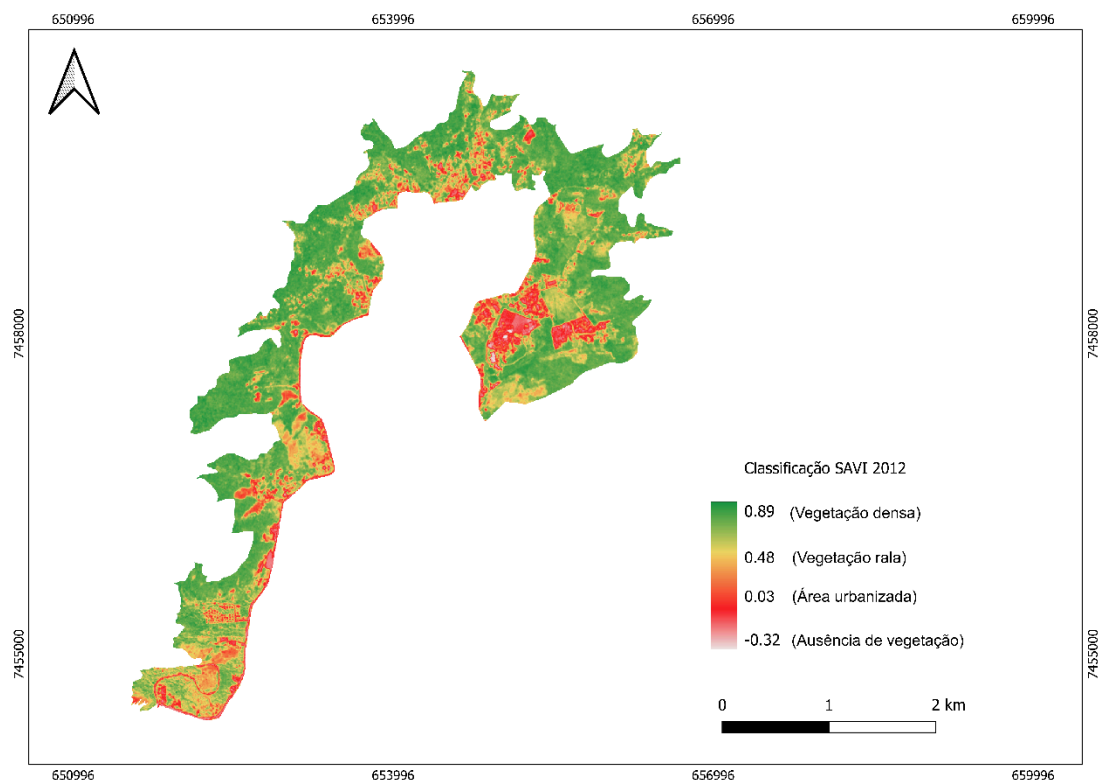 650996 653996 656996 659996
7458000 7458000
Classificação SAVI 2012
0.89 (Vegetação densa)
0.48 (Vegetação rala)
0.03 (Área urbanizada)
-0.32 (Ausência de vegetação)
7455000 7455000
0 1 2 km
650996 653996 656996 659996